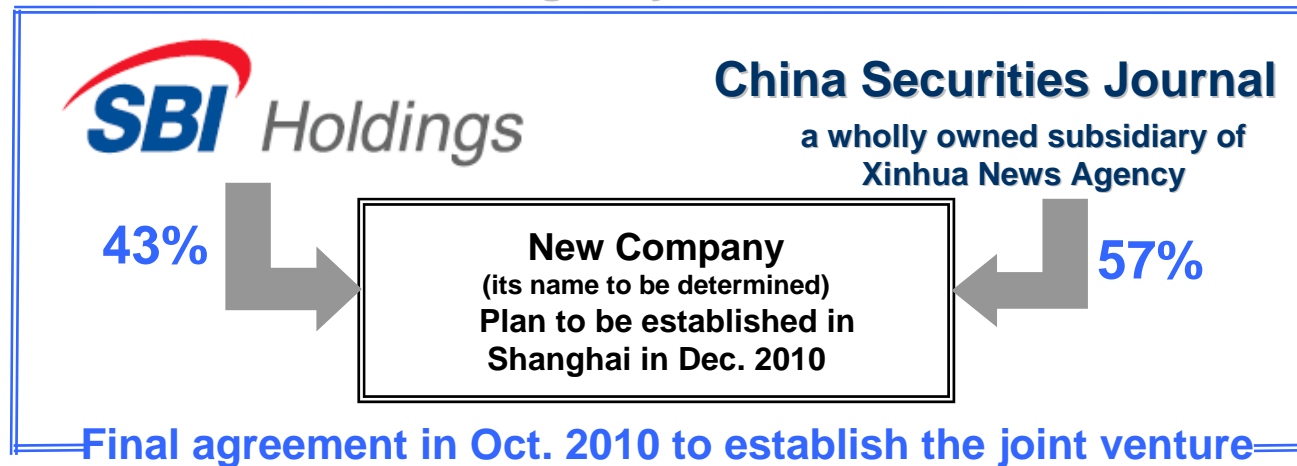 SBI Holdings
China Securities Journal
a wholly owned subsidiary of
Xinhua News Agency
43%
New Company
(its name to be determined)
Plan to be established in
Shanghai in Dec. 2010
57%
Final agreement in Oct. 2010 to establish the joint venture